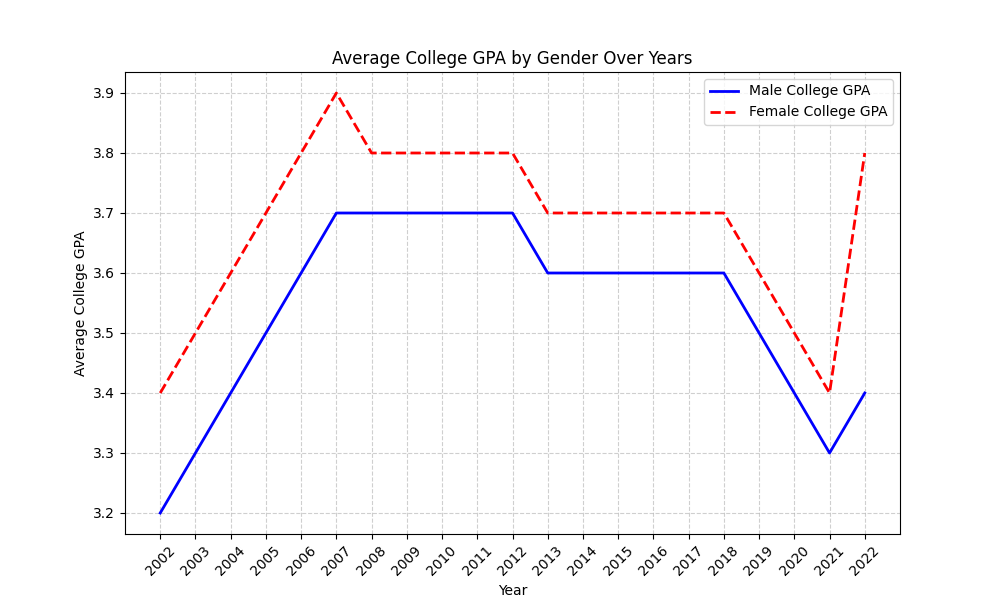 Average College GPA by Gender Over Years
Male College GPA
Female College GPA
Average College GPA
3.9
3.8
3.7
3.6
3.5
3.4
3.3
3.2
2002 2003 2004 2005 2006 2007 2008 2009 2010 2011 2012 2013 2014 2015 2016 2017 2018 2019 2020 2021 2022
Year